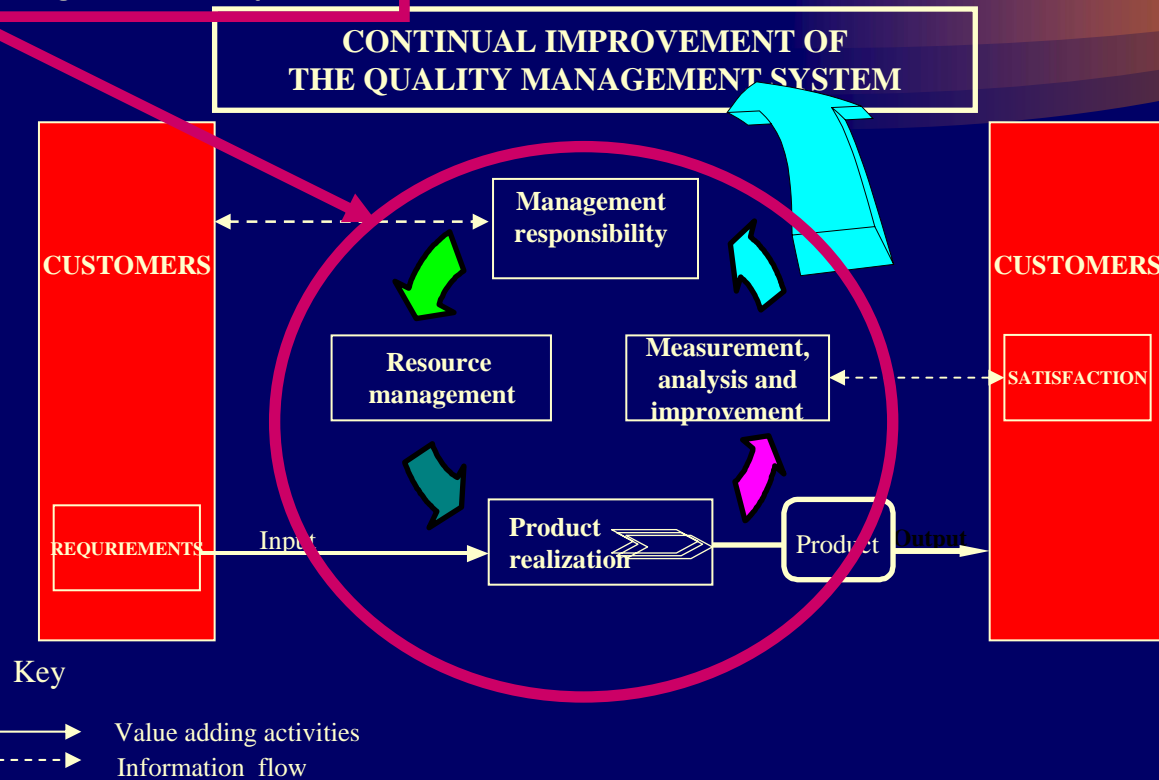 CONTINUAL IMPROVEMENT OF
THE QUALITY MANAGEMENT SYSTEM
CUSTOMERS
Management
responsibility
CUSTOMERS
Resource
management
Measurement,
analysis and
improvement
SATISFACTION
REQURIEMENTS
Input
Product
realization
Product
Output
Key
Value adding activities
Information flow